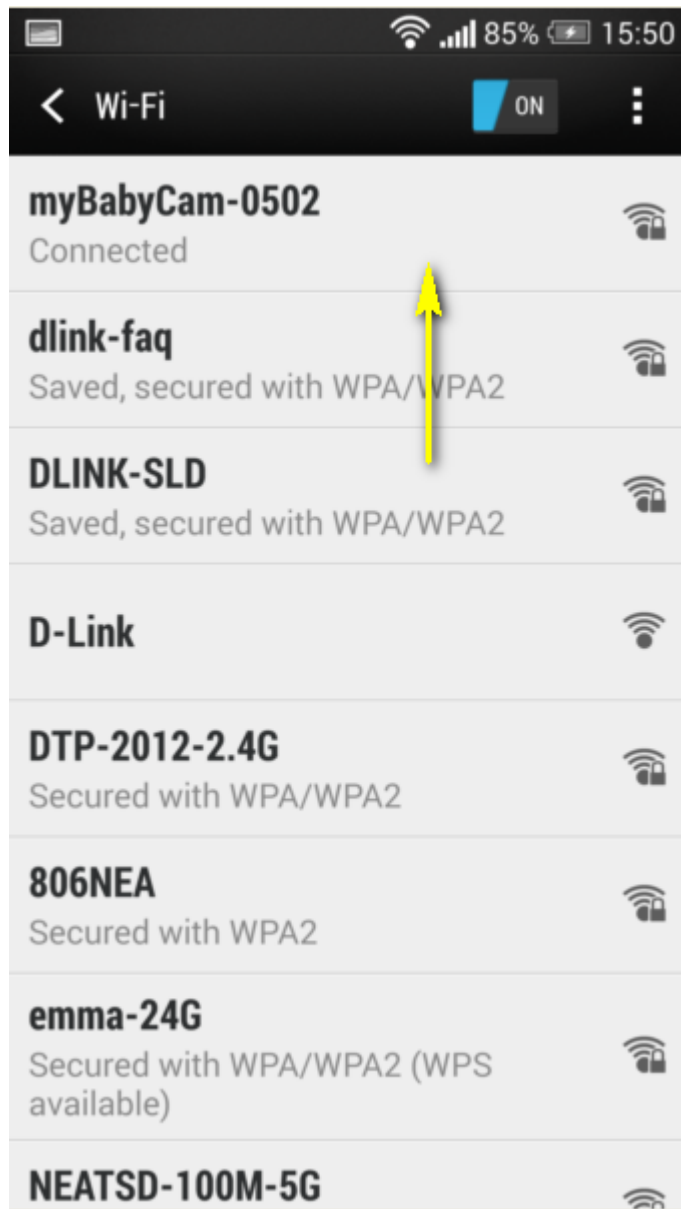 85% 15:50
Wi-Fi ON
myBabyCam-0502
Connected
dlink-faq
Saved, secured with WPA/WPA2
DLINK-SLD
Saved, secured with WPA/WPA2
D-Link
DTP-2012-2.4G
Secured with WPA/WPA2
806NEA
Secured with WPA2
emma-24G
Secured with WPA/WPA2 (WPS
available)
NEATSD-100M-5G